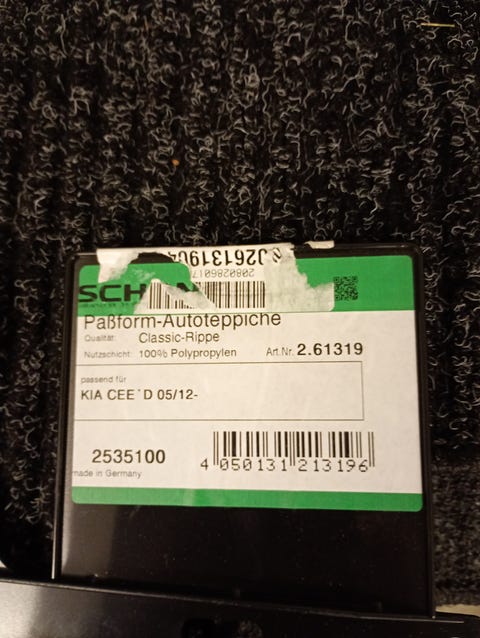 SCH
Paßform-Autoteppiche
Qualität: Classic-Rippe
Nutzschicht: 100% Polypropylen Art.Nr. 2.61319
passend für
KIA CEE´D 05/12-
2535100
4 050131 213196
made in Germany